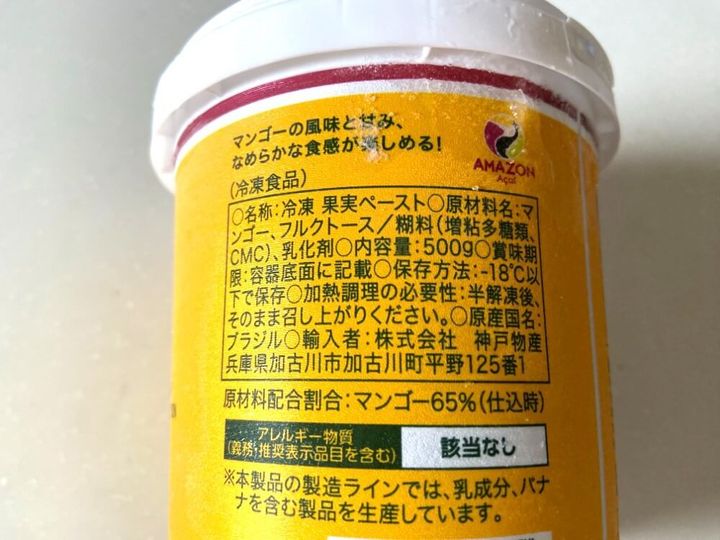 マンゴーの風味と甘み、
なめらかな食感が楽しめる!
AMAZON
Açaí
(冷凍食品)
○名称:冷凍 果実ペースト○原材料名:マ
ンゴー、フルクトース/糊料(増粘多糖類、
CMC)、乳化剤○内容量:500g○賞味期
限:容器底面に記載○保存方法:-18℃以
下で保存○加熱調理の必要性:半解凍後、
そのまま召し上がりください。○原産国名:
ブラジル○輸入者:株式会社 神戸物産
兵庫県加古川市加古川町平野125番1
原材料配合割合:マンゴー65%(仕込時)
アレルギー物質
(義務・推奨表示品目を含む)
該当なし
※本製品の製造ラインでは、乳成分、バナ
ナを含む製品を生産しています。